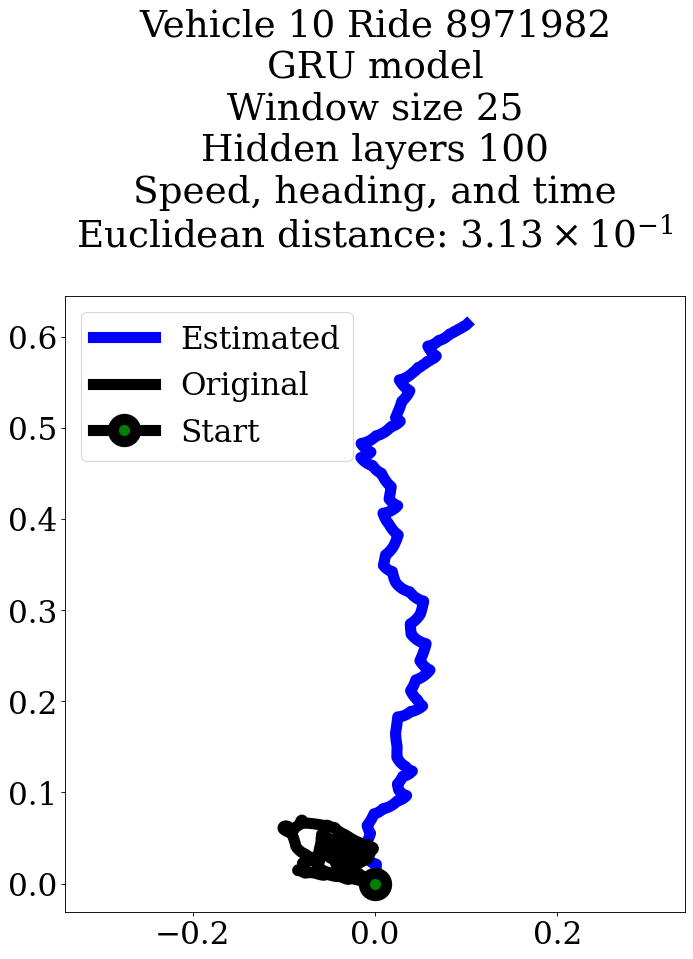 Vehicle 10 Ride 8971982
GRU model
Window size 25
Hidden layers 100
Speed, heading, and time
Euclidean distance: 3.13 × 10⁻¹
Estimated
Original
Start
0.6
0.5
0.4
0.3
0.2
0.1
0.0
−0.2 0.0 0.2